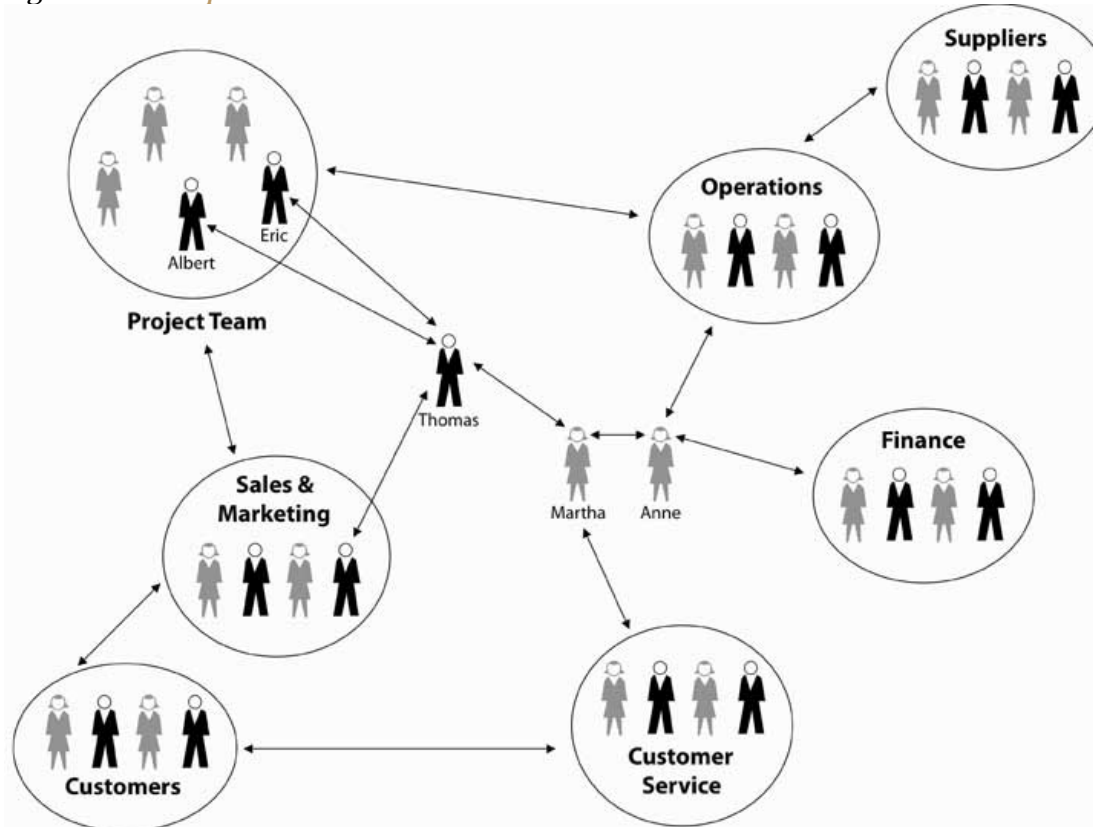 Suppliers
Operations
Eric
Albert
Project Team
Thomas
Finance
Sales &
Marketing
Martha
Anne
Customers
Customer
Service